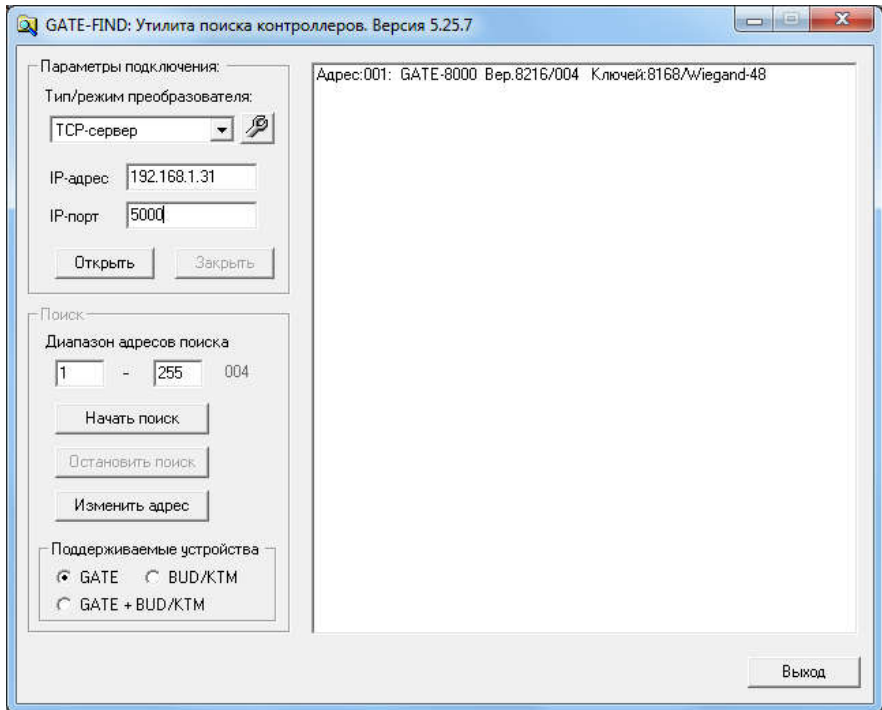 GATE-FIND: Утилита поиска контроллеров. Версия 5.25.7
Параметры подключения:
Тип/режим преобразователя:
TCP-сервер
IP-адрес 192.168.1.31
IP-порт 5000
Открыть Закрыть
Поиск
Диапазон адресов поиска
1 - 255 004
Начать поиск
Остановить поиск
Изменить адрес
Поддерживаемые устройства
GATE BUD/KTM
GATE + BUD/KTM
Адрес:001: GATE-8000 Вер.8216/004 Ключей:8168/Wiegand-48
Выход